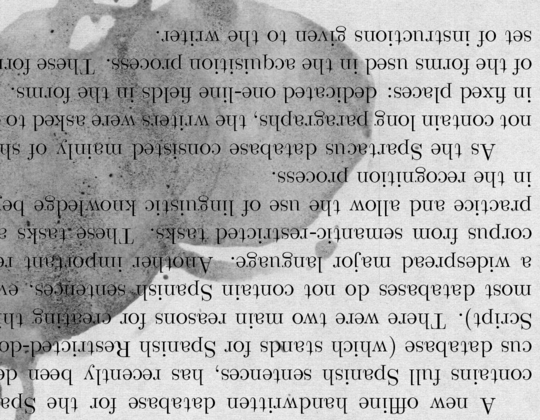 A new offline handwritten database for the Spa
contains full Spanish sentences, has recently been de
cus database (which stands for Spanish Restricted-do
Script). There were two main reasons for creating thi
most databases do not contain Spanish sentences, ev
a widespread major language. Another important re
corpus from semantic-restricted tasks. These tasks a
practice and allow the use of linguistic knowledge be
in the recognition process.
As the Spartacus database consisted mainly of sh
not contain long paragraphs, the writers were asked to
in fixed places: dedicated one-line fields in the forms.
of the forms used in the acquisition process. These for
set of instructions given to the writer.